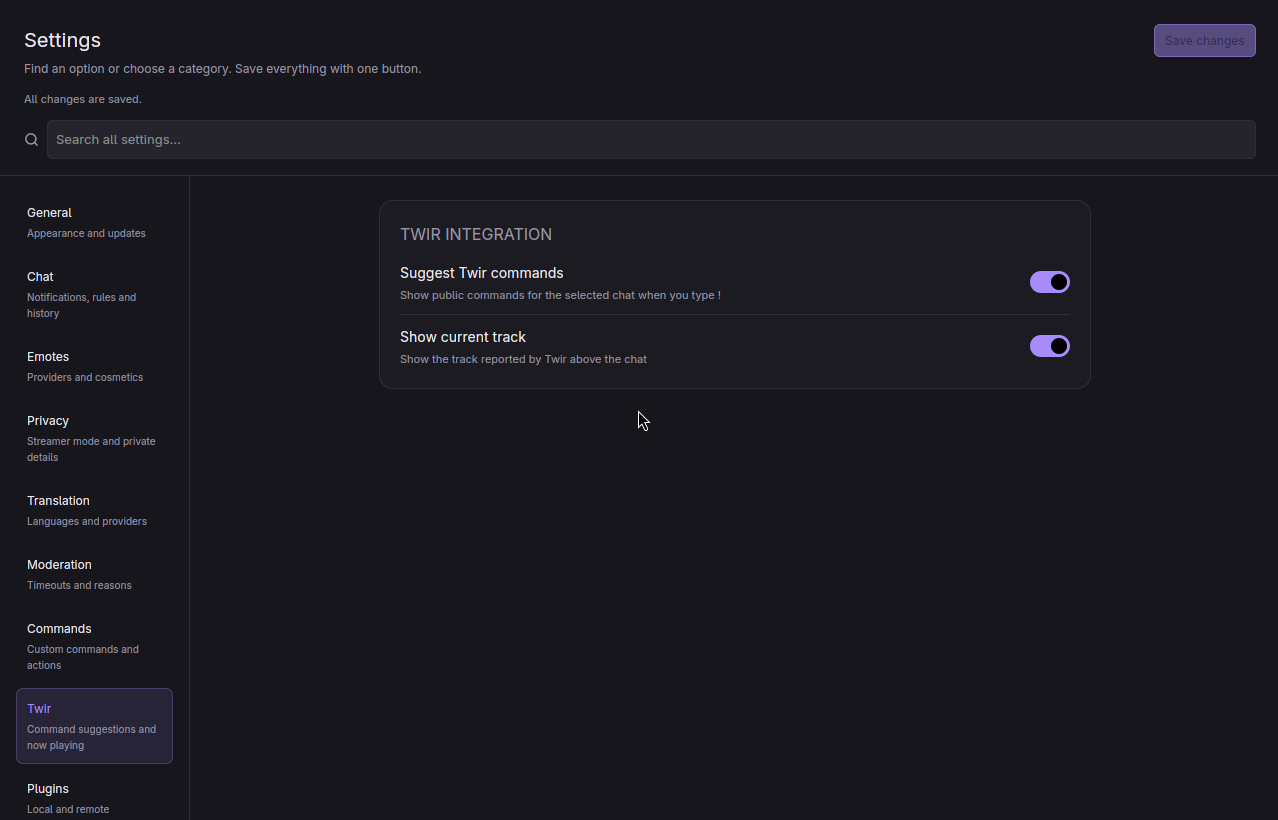 Settings
Save changes
Find an option or choose a category. Save everything with one button.
All changes are saved.
Search all settings...
General
Appearance and updates
Chat
Notifications, rules and
history
Emotes
Providers and cosmetics
Privacy
Streamer mode and private
details
Translation
Languages and providers
Moderation
Timeouts and reasons
Commands
Custom commands and
actions
Twir
Command suggestions and
now playing
Plugins
Local and remote
TWIR INTEGRATION
Suggest Twir commands
Show public commands for the selected chat when you type !
Show current track
Show the track reported by Twir above the chat